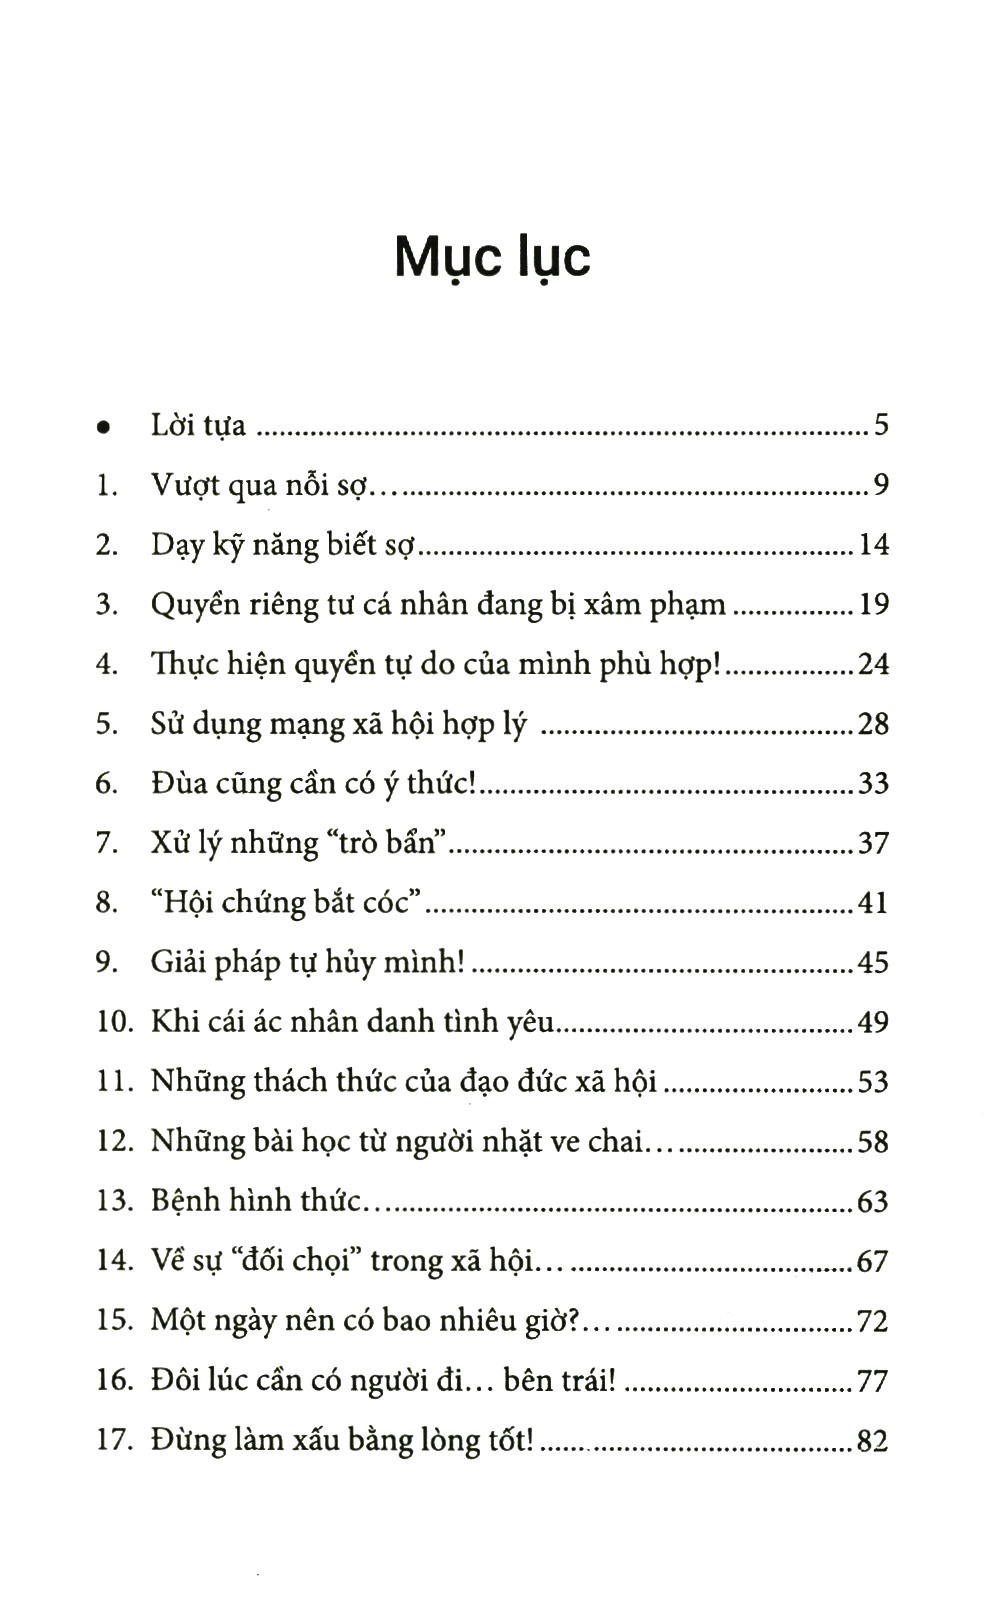 Mục lục
• Lời tựa ........................................................................................ 5
1. Vượt qua nỗi sợ... ................................................................... 9
2. Dạy kỹ năng biết sợ ............................................................... 14
3. Quyền riêng tư cá nhân đang bị xâm phạm ................ 19
4. Thực hiện quyền tự do của mình phù hợp! ................. 24
5. Sử dụng mạng xã hội hợp lý ............................................. 28
6. Đùa cũng cần có ý thức! ..................................................... 33
7. Xử lý những “trò bẩn” .......................................................... 37
8. “Hội chứng bắt cóc” ............................................................. 41
9. Giải pháp tự hủy mình! ....................................................... 45
10. Khi cái ác nhân danh tình yêu ........................................... 49
11. Những thách thức của đạo đức xã hội ........................... 53
12. Những bài học từ người nhặt ve chai... ......................... 58
13. Bệnh hình thức... ................................................................... 63
14. Về sự “đối chọi” trong xã hội... ......................................... 67
15. Một ngày nên có bao nhiêu giờ?... .................................. 72
16. Đôi lúc cần có người đi... bên trái! .................................. 77
17. Đừng làm xấu bằng lòng tốt! ............................................. 82